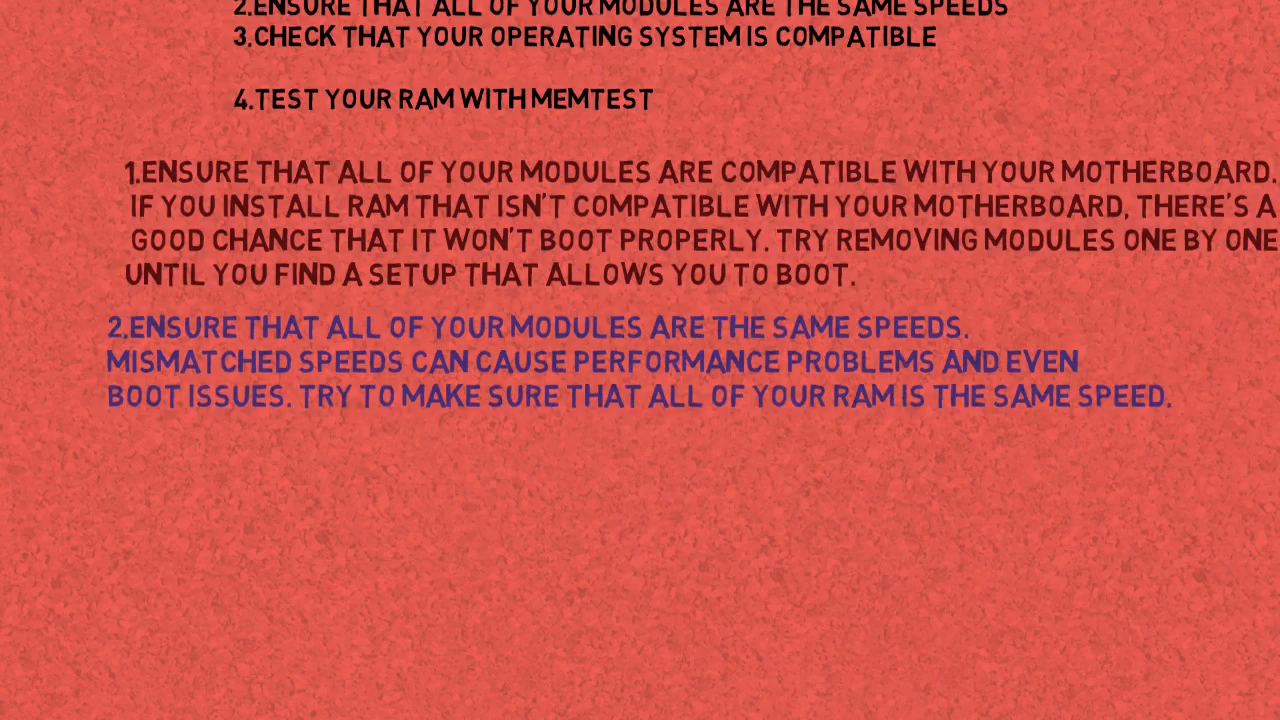 2.ENSURE THAT ALL OF YOUR MODULES ARE THE SAME SPEEDS
3.CHECK THAT YOUR OPERATING SYSTEM IS COMPATIBLE
4.TEST YOUR RAM WITH MEMTEST
1.ENSURE THAT ALL OF YOUR MODULES ARE COMPATIBLE WITH YOUR MOTHERBOARD.
IF YOU INSTALL RAM THAT ISN'T COMPATIBLE WITH YOUR MOTHERBOARD, THERE'S A
GOOD CHANCE THAT IT WON'T BOOT PROPERLY. TRY REMOVING MODULES ONE BY ONE
UNTIL YOU FIND A SETUP THAT ALLOWS YOU TO BOOT.
2.ENSURE THAT ALL OF YOUR MODULES ARE THE SAME SPEEDS.
MISMATCHED SPEEDS CAN CAUSE PERFORMANCE PROBLEMS AND EVEN
BOOT ISSUES. TRY TO MAKE SURE THAT ALL OF YOUR RAM IS THE SAME SPEED.